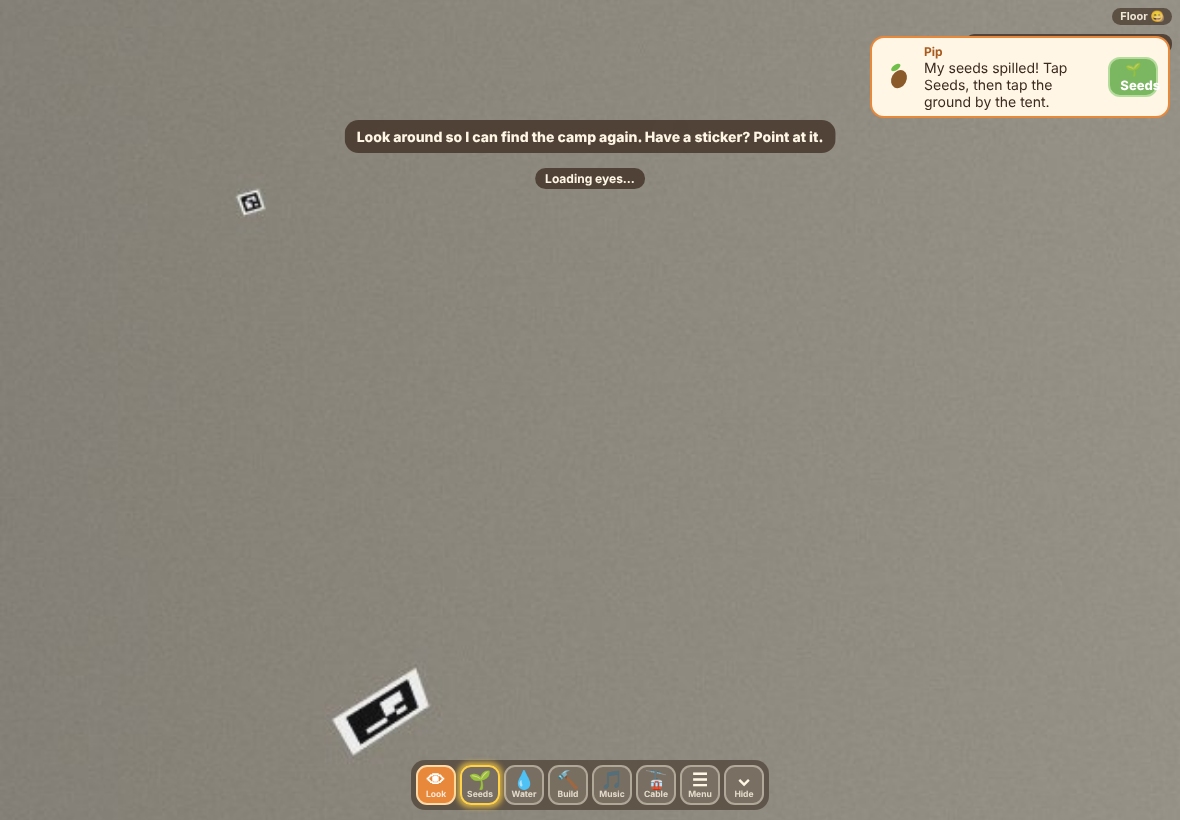 Floor 😀
Pip
My seeds spilled! Tap
Seeds, then tap the
ground by the tent.
🌱
Seeds
Look around so I can find the camp again. Have a sticker? Point at it.
Loading eyes...
Look
Seeds
Water
Build
Music
Cable
Menu
Hide